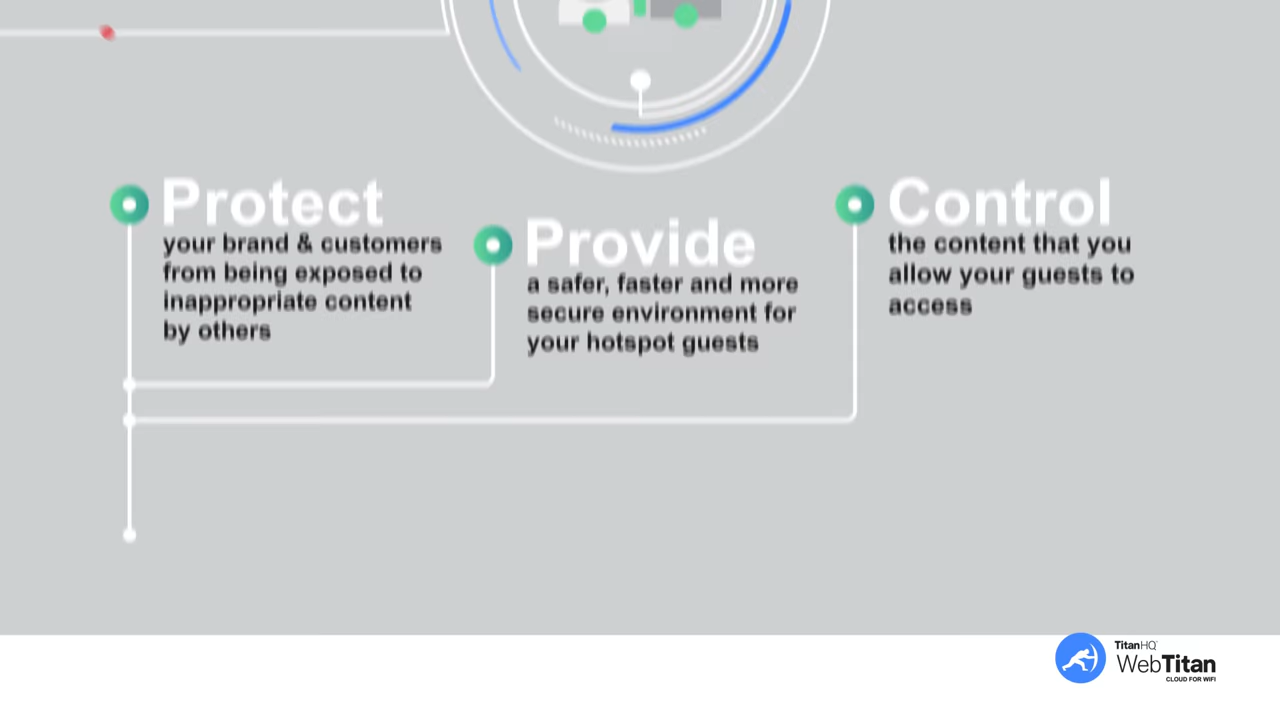 Protect
your brand & customers
from being exposed to
inappropriate content
by others
Provide
a safer, faster and more
secure environment for
your hotspot guests
Control
the content that you
allow your guests to
access
TitanHQ
WebTitan
CLOUD FOR WIFI